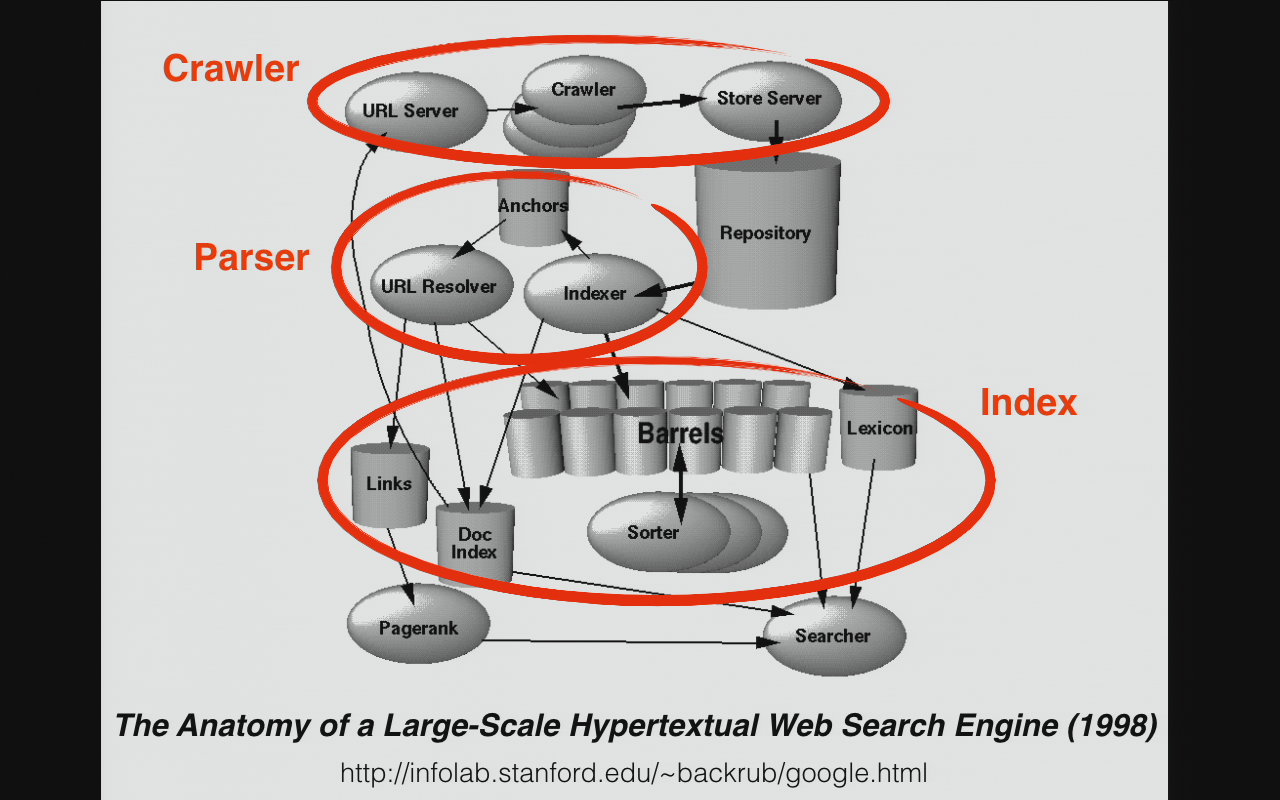 Crawler
URL Server
Crawler
Store Server
Parser
Anchors
Repository
URL Resolver
Indexer
Index
Barrels
Lexicon
Links
Doc
Index
Sorter
Pagerank
Searcher
The Anatomy of a Large-Scale Hypertextual Web Search Engine (1998)
http://infolab.stanford.edu/~backrub/google.html